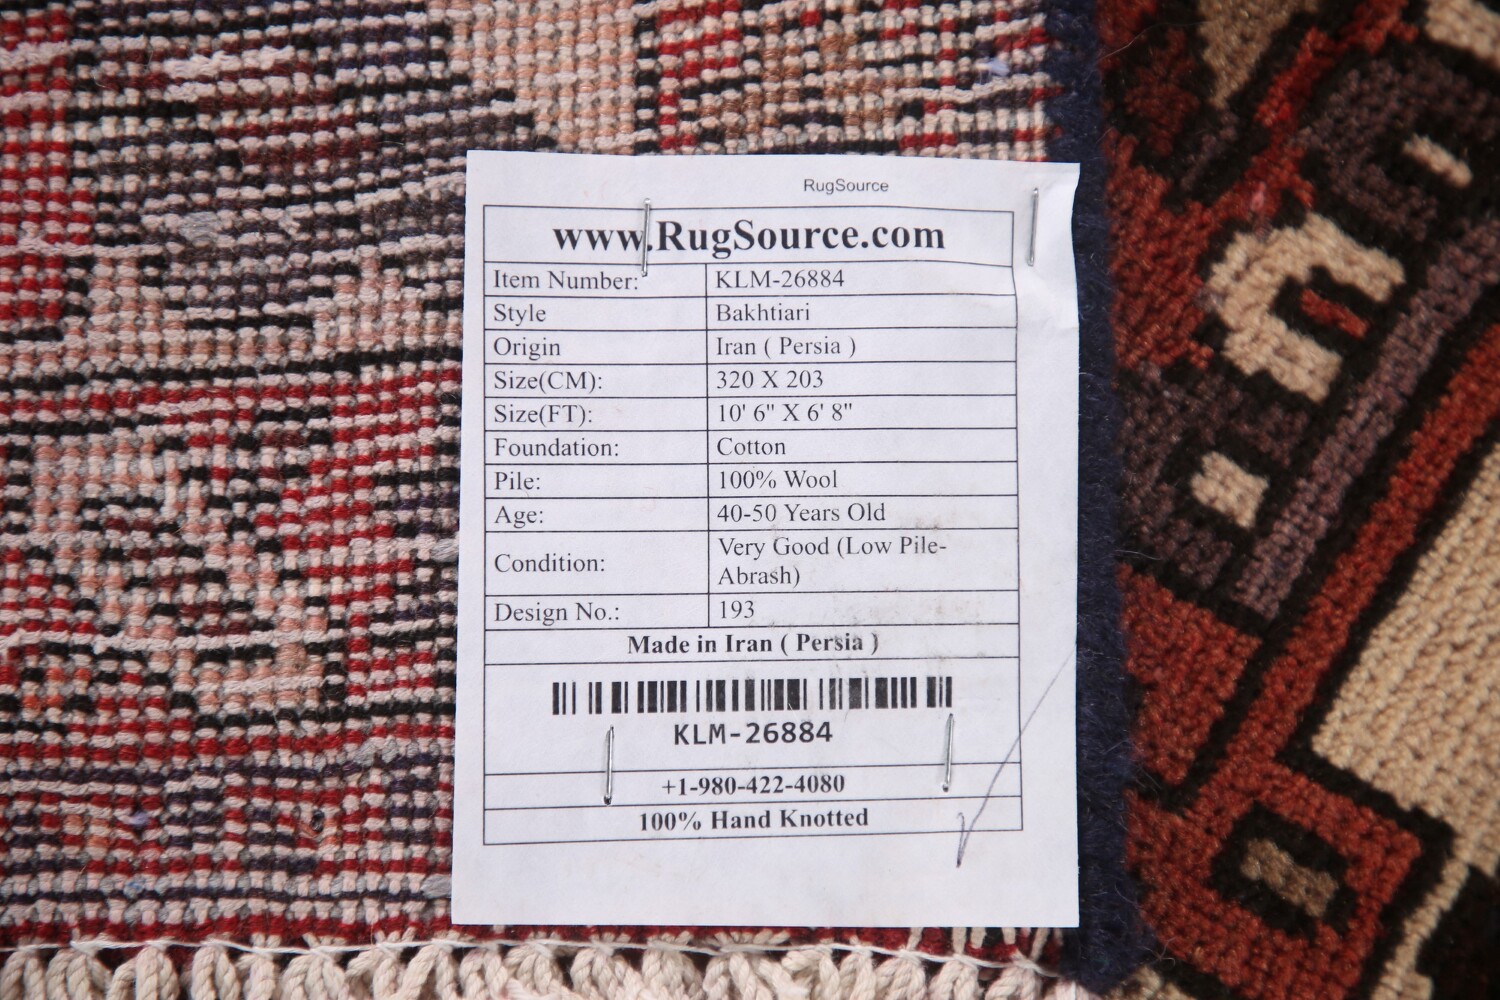 RugSource
www.RugSource.com
Item Number: KLM-26884
Style Bakhtiari
Origin Iran ( Persia )
Size(CM): 320 X 203
Size(FT): 10' 6" X 6' 8"
Foundation: Cotton
Pile: 100% Wool
Age: 40-50 Years Old
Condition: Very Good (Low Pile-
Abrash)
Design No.: 193
Made in Iran ( Persia )
KLM-26884
+1-980-422-4080
100% Hand Knotted